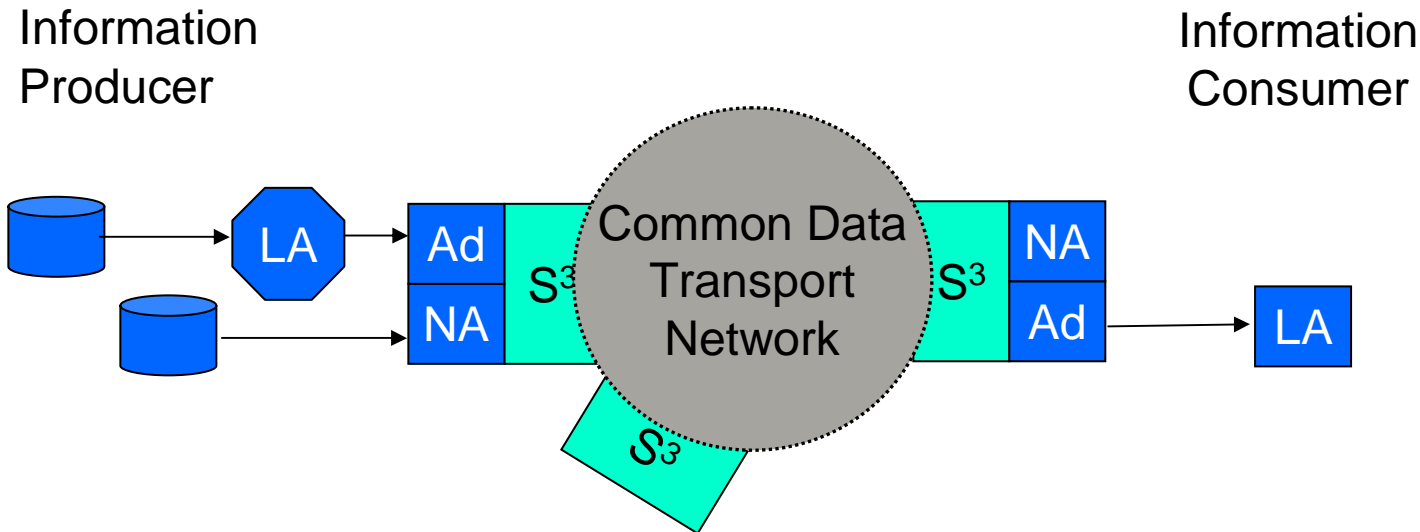 Information
Producer
Information
Consumer
LA
Ad
NA
S³
Common Data
Transport
Network
S³
NA
Ad
LA
S³